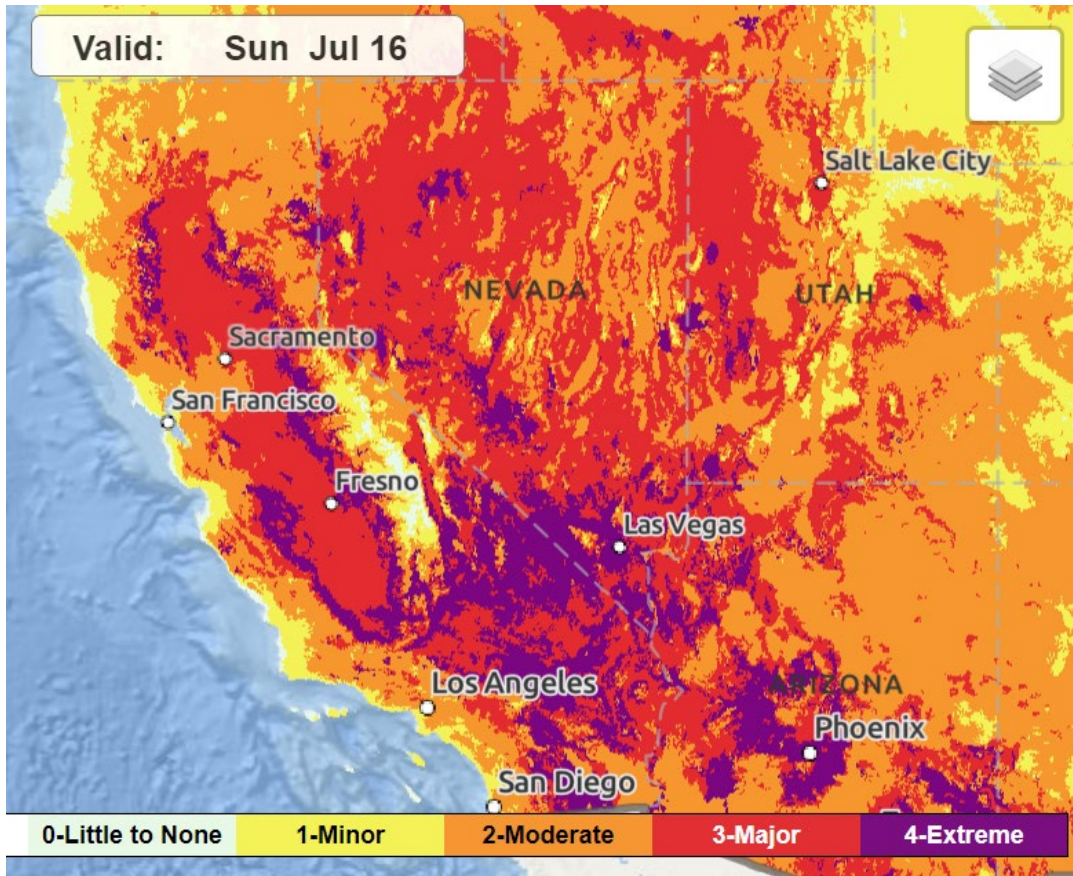 Valid: Sun Jul 16
Salt Lake City
NEVADA
UTAH
Sacramento
San Francisco
Fresno
Las Vegas
Los Angeles
ARIZONA
Phoenix
San Diego
0-Little to None 1-Minor 2-Moderate 3-Major 4-Extreme